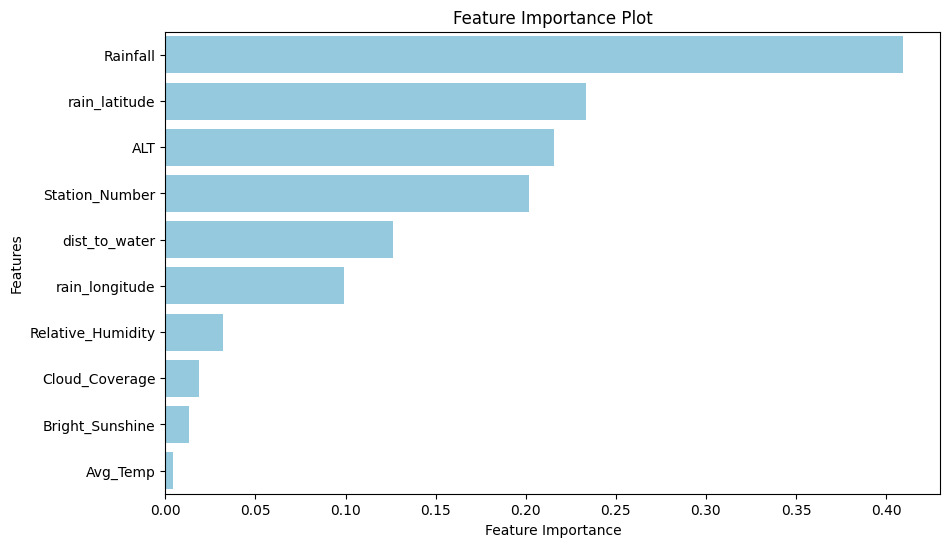 Feature Importance Plot
Features
Rainfall
rain_latitude
ALT
Station_Number
dist_to_water
rain_longitude
Relative_Humidity
Cloud_Coverage
Bright_Sunshine
Avg_Temp
0.00 0.05 0.10 0.15 0.20 0.25 0.30 0.35 0.40
Feature Importance